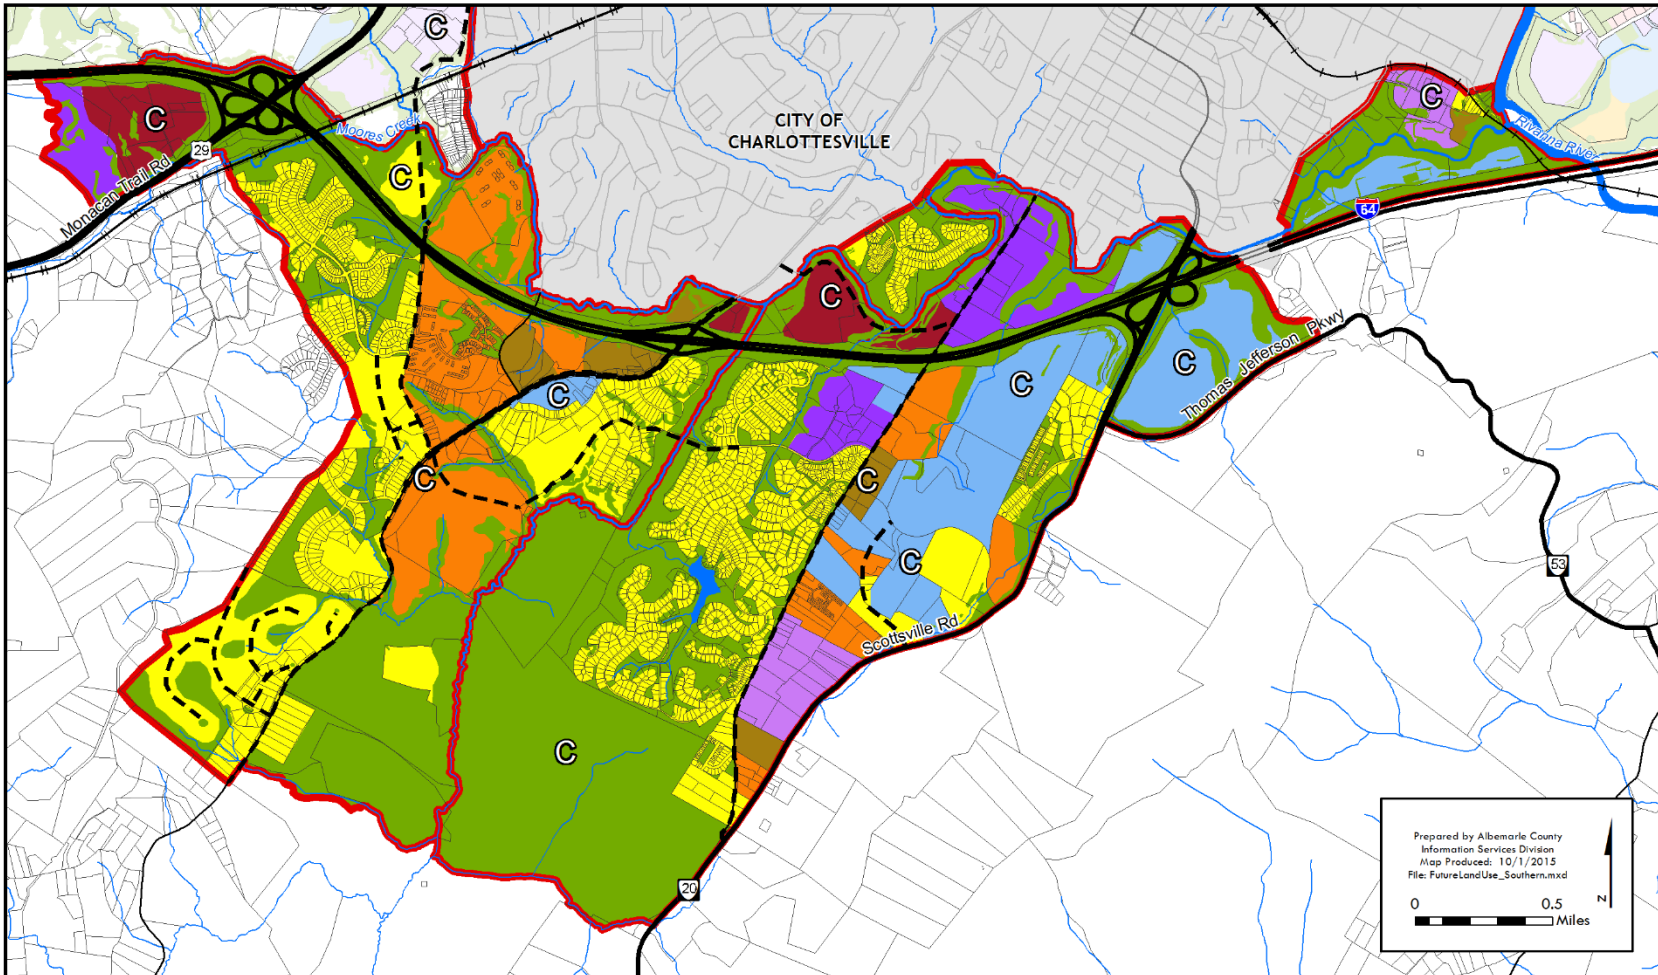 C
C
C
CITY OF
CHARLOTTESVILLE
Moores Creek
29
Monacan Trail Rd
C
C
Rivanna River
64
C
Thomas Jefferson Pkwy
C
C
C
C
C
C
53
Scottsville Rd
C
20
Prepared by Albemarle County
Information Services Division
Map Produced: 10/1/2015
File: FutureLandUse_Southern.mxd
N
0 0.5
Miles